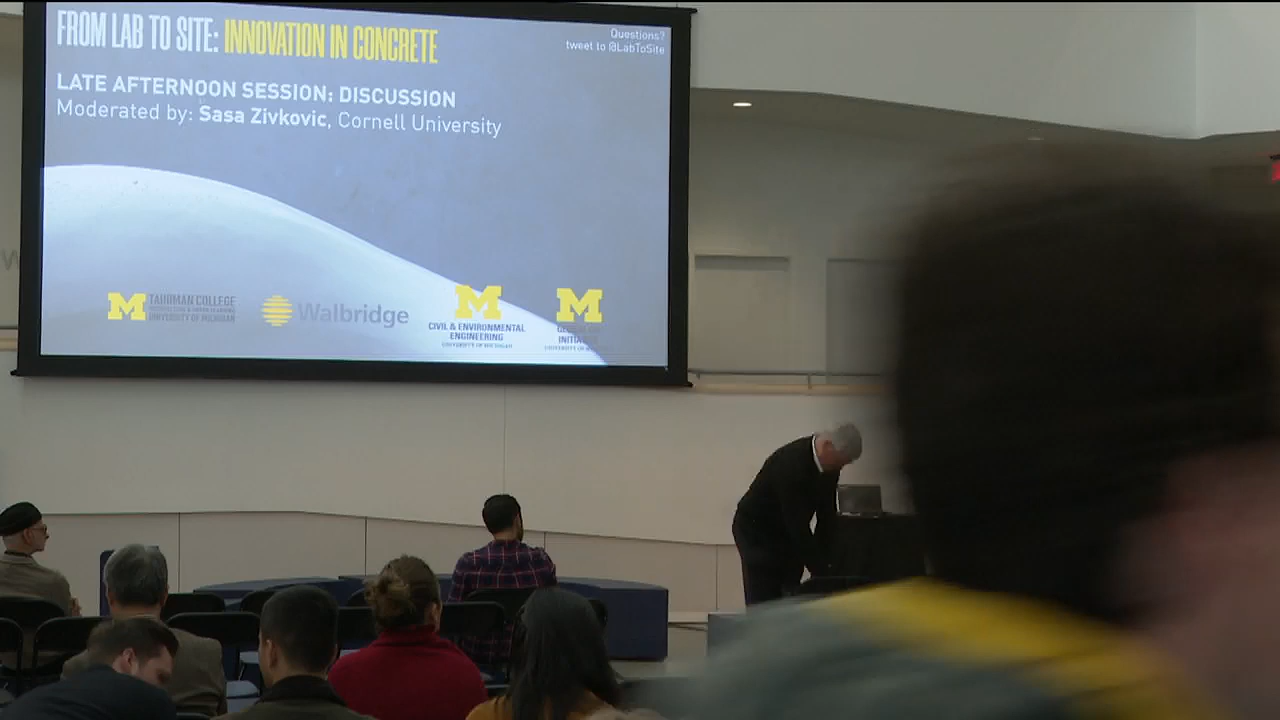 FROM LAB TO SITE: INNOVATION IN CONCRETE
Questions?
tweet to @LabToSite
LATE AFTERNOON SESSION: DISCUSSION
Moderated by: Sasa Zivkovic, Cornell University
M TAUBMAN COLLEGE
UNIVERSITY OF MICHIGAN
Walbridge
M
CIVIL & ENVIRONMENTAL
ENGINEERING
UNIVERSITY OF MICHIGAN
M